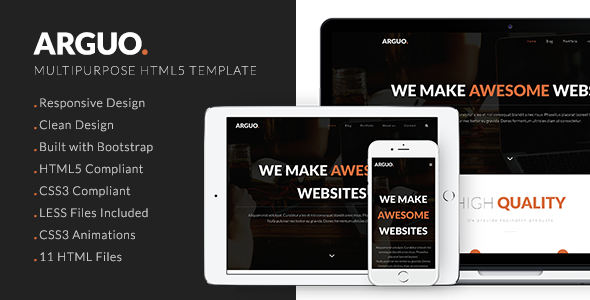 ARGUO.
MULTIPURPOSE HTML5 TEMPLATE
Responsive Design
Clean Design
Built with Bootstrap
HTML5 Compliant
CSS3 Compliant
LESS Files Included
CSS3 Animations
11 HTML Files
Home Blog Portfolio
WE MAKE AWESOME WEBS
HIGH QUALITY
We provide top-notch products
ARGUO.
Home Blog Portfolio About us Contact
WE MAKE AWES
WEBSITES
ARGUO.
WE MAKE
AWESOME
WEBSITES